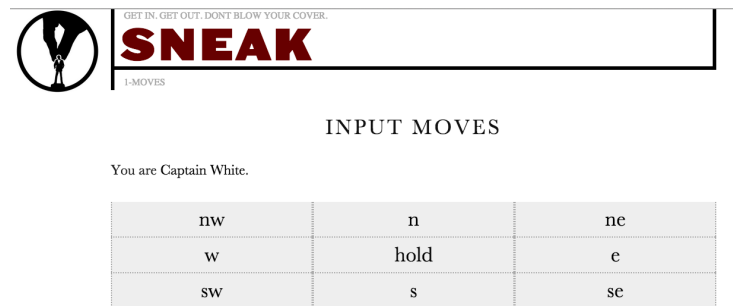 GET IN. GET OUT. DONT BLOW YOUR COVER.
SNEAK
1-MOVES
INPUT MOVES
You are Captain White.
nw n ne
w hold e
sw s se